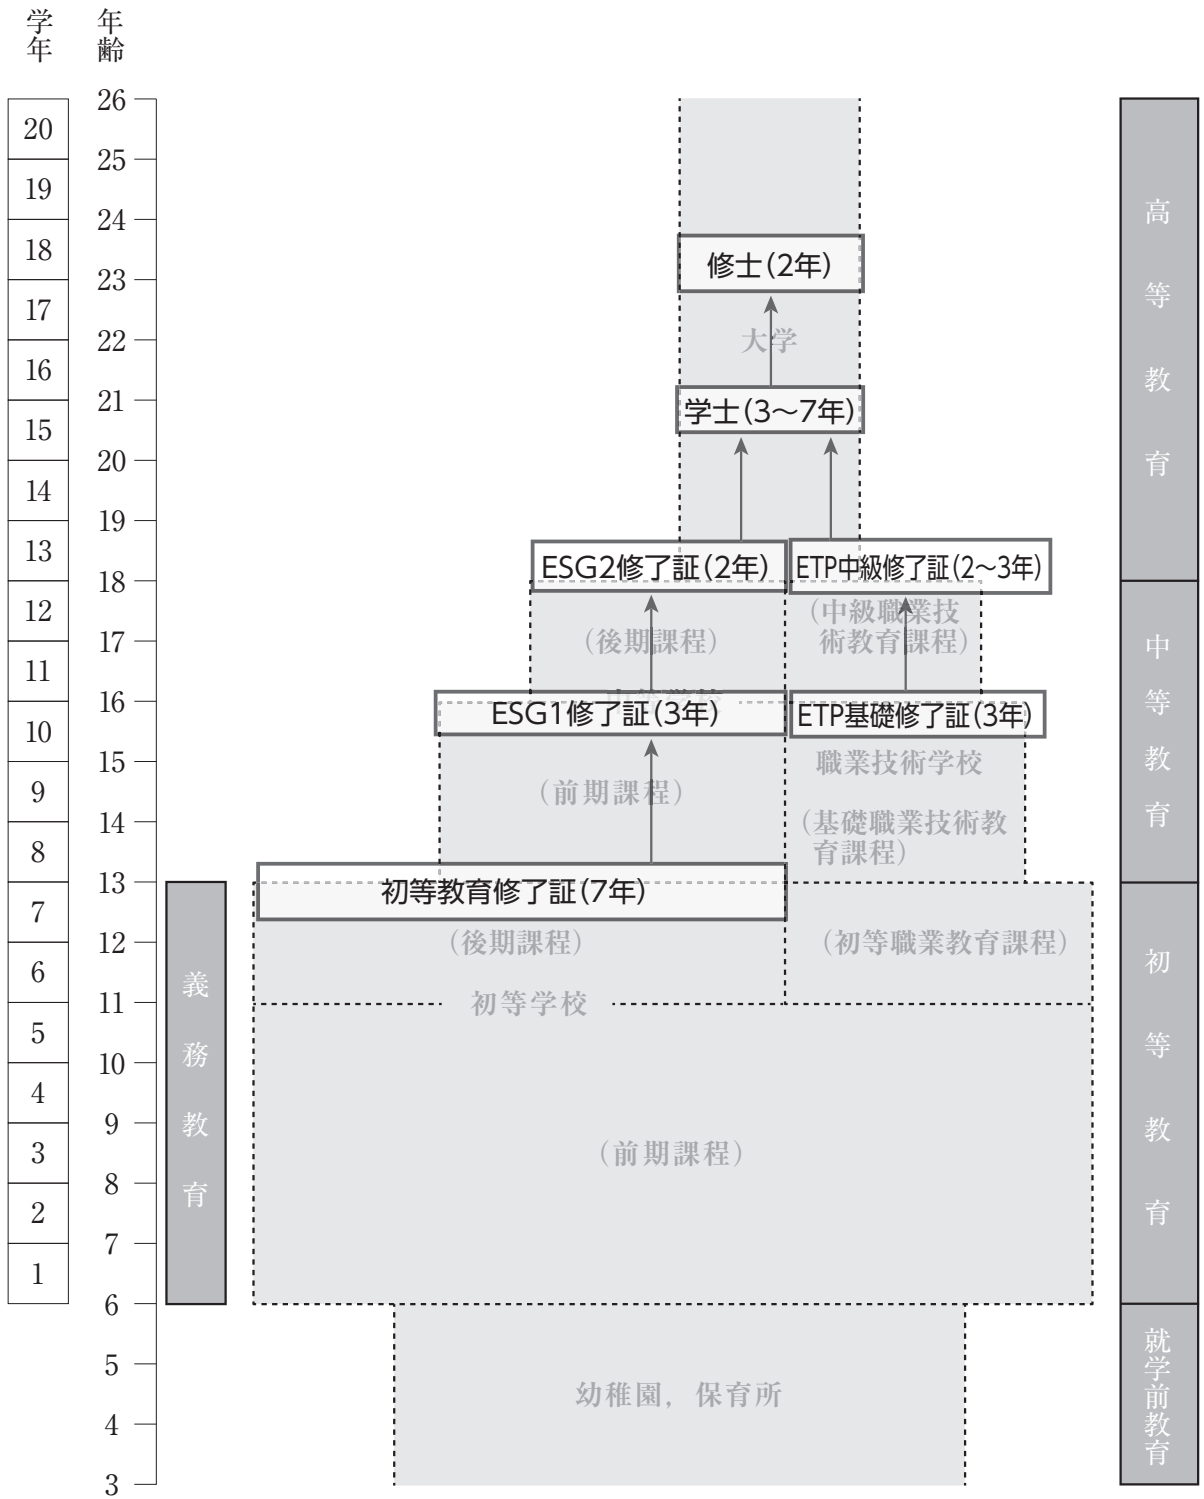 学年
年齢
20
19
18
17
16
15
14
13
12
11
10
9
8
7
6
5
4
3
2
1
26
25
24
23
22
21
20
19
18
17
16
15
14
13
12
11
10
9
8
7
6
5
4
3
義務教育
修士(2年)
大学
学士(3〜7年)
ESG2修了証(2年)
ETP中級修了証(2〜3年)
(後期課程)
(中級職業技
術教育課程)
中等学校
ESG1修了証(3年)
ETP基礎修了証(3年)
職業技術学校
(前期課程)
(基礎職業技術教
育課程)
初等教育修了証(7年)
(後期課程)
(初等職業教育課程)
初等学校
(前期課程)
幼稚園，保育所
高等教育
中等教育
初等教育
就学前教育